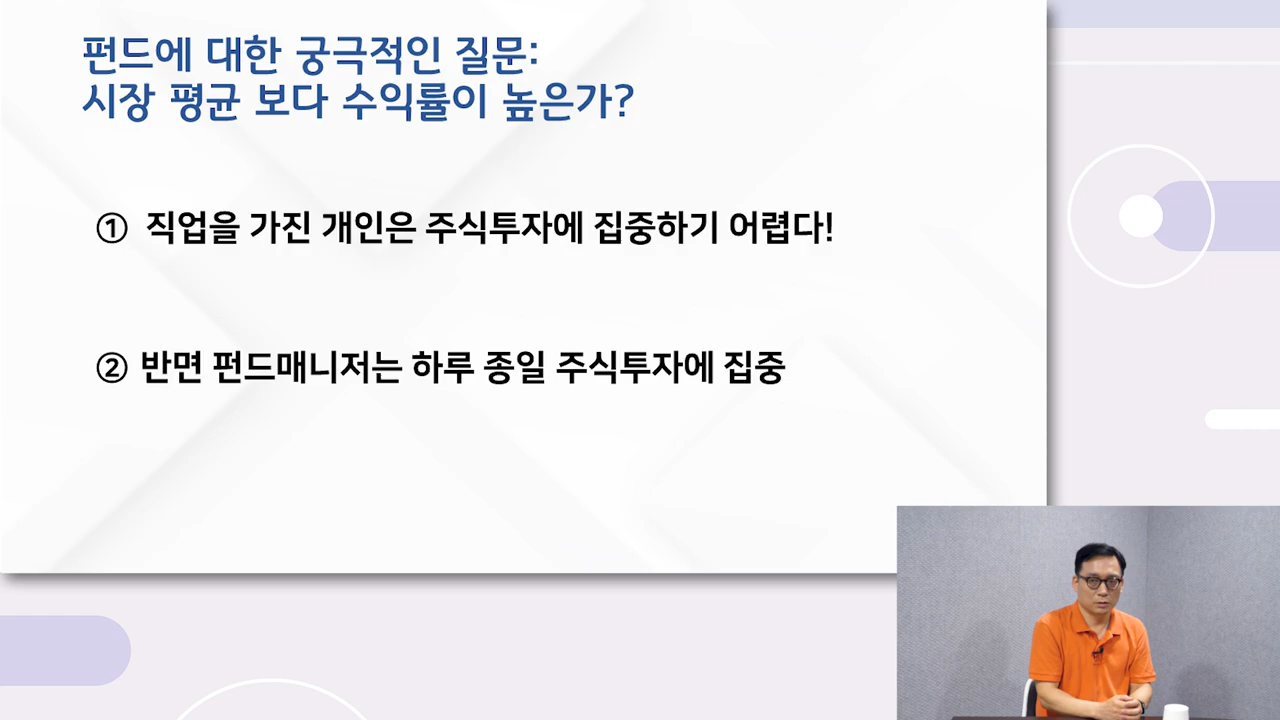 펀드에 대한 궁극적인 질문:
시장 평균 보다 수익률이 높은가?
① 직업을 가진 개인은 주식투자에 집중하기 어렵다!
② 반면 펀드매니저는 하루 종일 주식투자에 집중